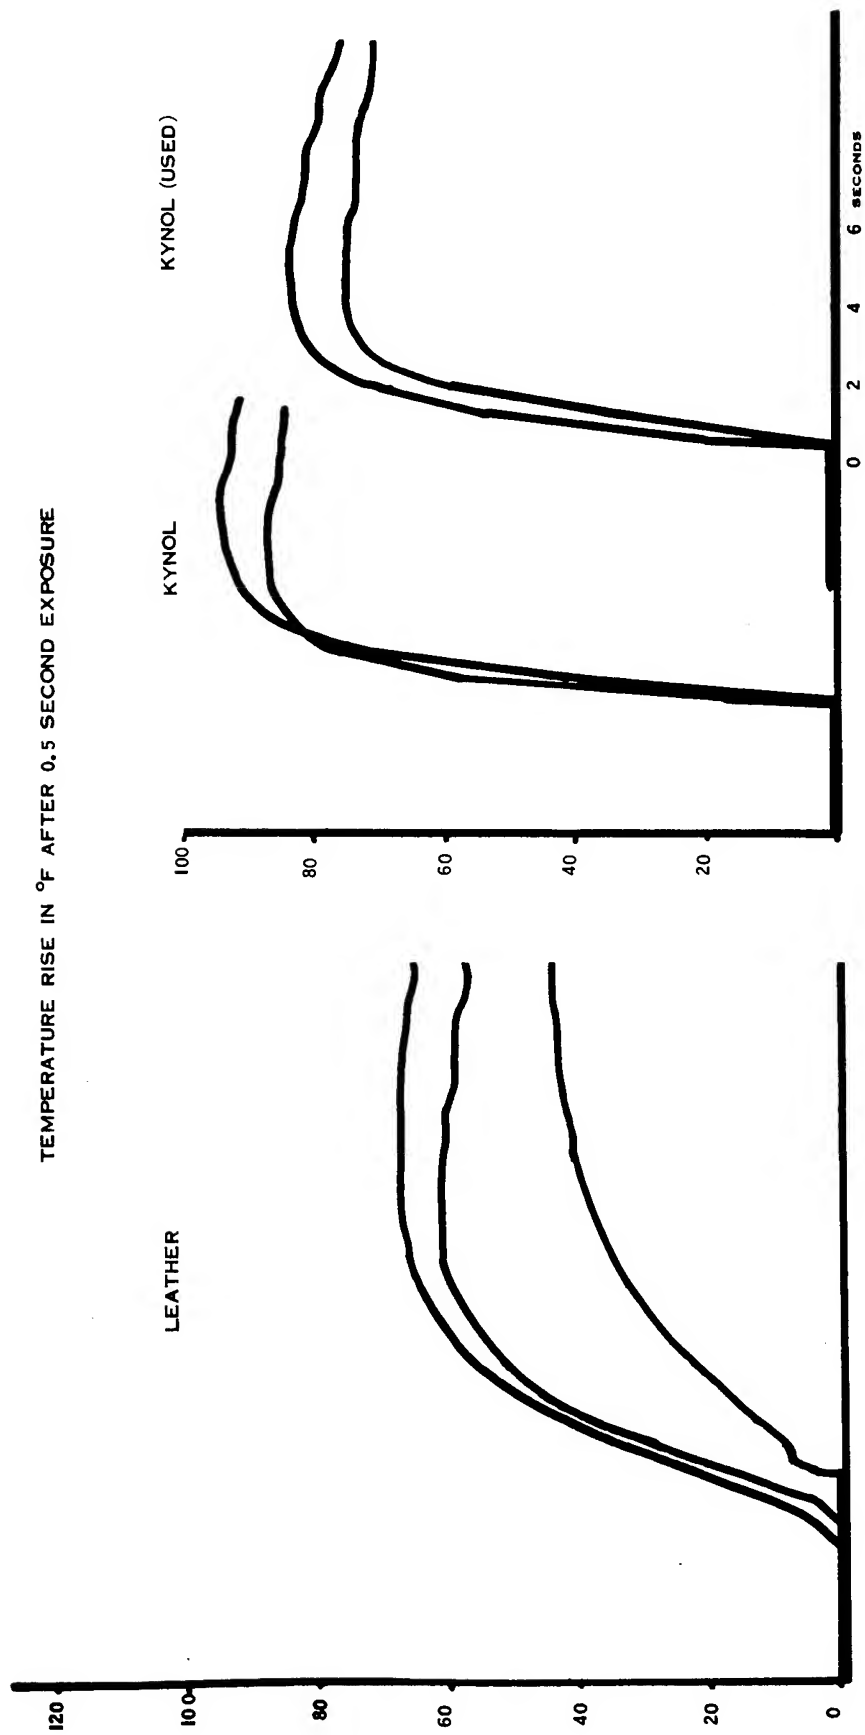 TEMPERATURE RISE IN °F AFTER 0.5 SECOND EXPOSURE
LEATHER
KYNOL
KYNOL (USED)
120
100
80
60
40
20
0
100
80
60
40
20
0 2 4 6 SECONDS